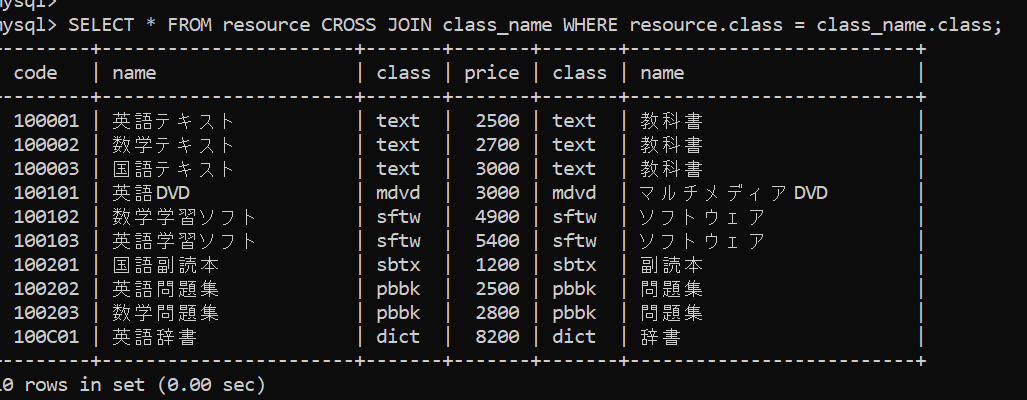 mysql>
mysql> SELECT * FROM resource CROSS JOIN class_name WHERE resource.class = class_name.class;
--------+-----------------------+-------+-------+-------+--------------------------+
 code   | name                  | class | price | class | name                     |
--------+-----------------------+-------+-------+-------+--------------------------+
 100001 | 英語テキスト | text | 2500 | text | 教科書 |
 100002 | 数学テキスト | text | 2700 | text | 教科書 |
 100003 | 国語テキスト | text | 3000 | text | 教科書 |
 100101 | 英語DVD | mdvd | 3000 | mdvd | マルチメディアDVD |
 100102 | 数学学習ソフト | sftw | 4900 | sftw | ソフトウェア |
 100103 | 英語学習ソフト | sftw | 5400 | sftw | ソフトウェア |
 100201 | 国語副読本 | sbtx | 1200 | sbtx | 副読本 |
 100202 | 英語問題集 | pbbk | 2500 | pbbk | 問題集 |
 100203 | 数学問題集 | pbbk | 2800 | pbbk | 問題集 |
 100C01 | 英語辞書 | dict | 8200 | dict | 辞書 |
--------+-----------------------+-------+-------+-------+--------------------------+
10 rows in set (0.00 sec)